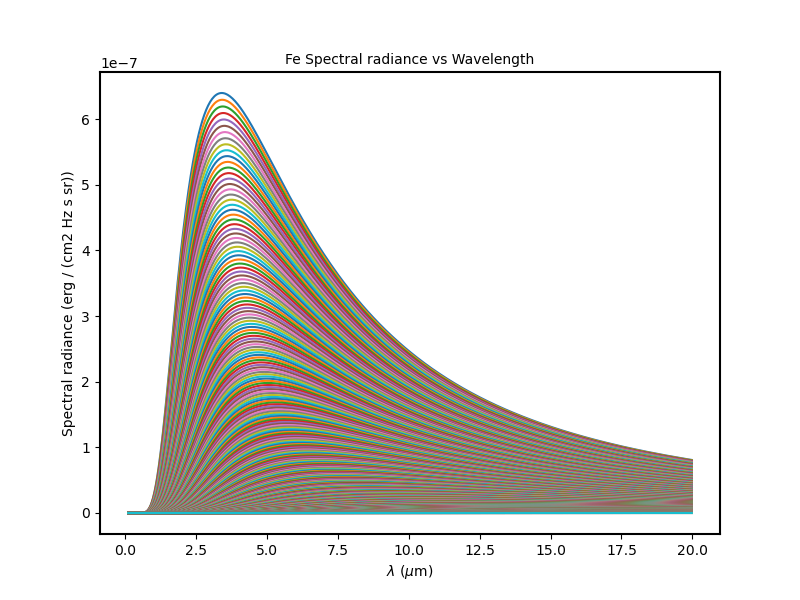 Fe Spectral radiance vs Wavelength
1e−7
6
5
4
3
2
1
0
Spectral radiance (erg / (cm2 Hz s sr))
0.0 2.5 5.0 7.5 10.0 12.5 15.0 17.5 20.0
λ (μm)